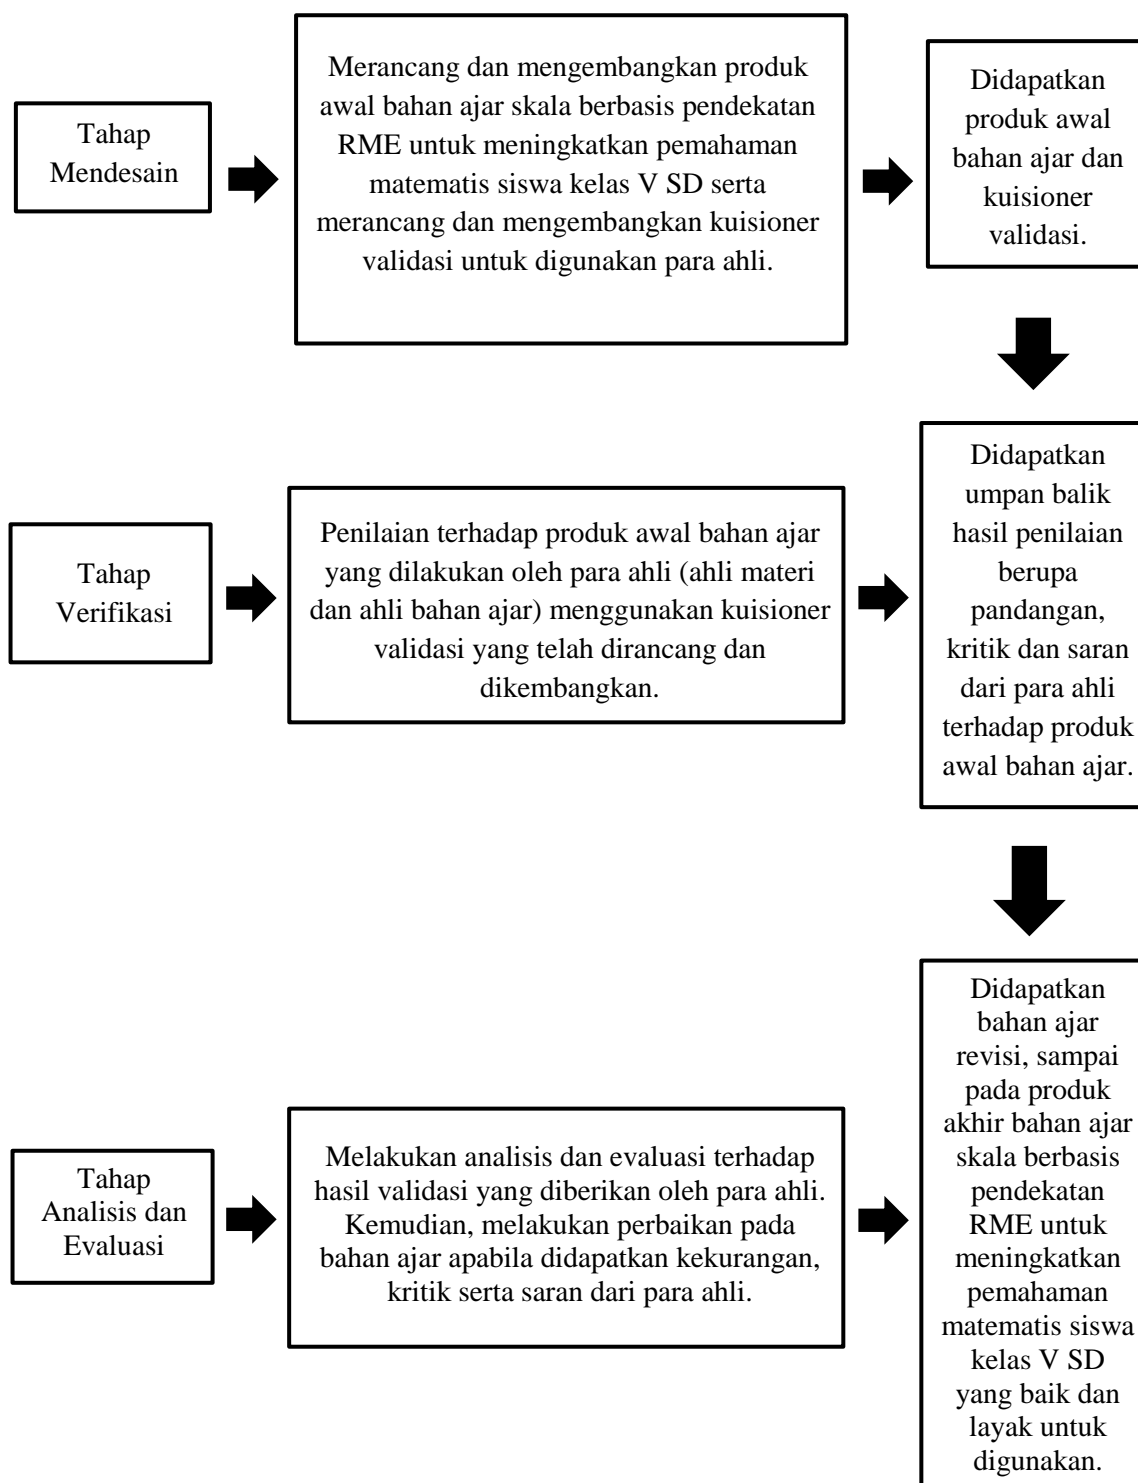 Tahap
Mendesain
Merancang dan mengembangkan produk
awal bahan ajar skala berbasis pendekatan
RME untuk meningkatkan pemahaman
matematis siswa kelas V SD serta
merancang dan mengembangkan kuisioner
validasi untuk digunakan para ahli.
Didapatkan
produk awal
bahan ajar dan
kuisioner
validasi.
Tahap
Verifikasi
Penilaian terhadap produk awal bahan ajar
yang dilakukan oleh para ahli (ahli materi
dan ahli bahan ajar) menggunakan kuisioner
validasi yang telah dirancang dan
dikembangkan.
Didapatkan
umpan balik
hasil penilaian
berupa
pandangan,
kritik dan saran
dari para ahli
terhadap produk
awal bahan ajar.
Tahap
Analisis dan
Evaluasi
Melakukan analisis dan evaluasi terhadap
hasil validasi yang diberikan oleh para ahli.
Kemudian, melakukan perbaikan pada
bahan ajar apabila didapatkan kekurangan,
kritik serta saran dari para ahli.
Didapatkan
bahan ajar
revisi, sampai
pada produk
akhir bahan ajar
skala berbasis
pendekatan
RME untuk
meningkatkan
pemahaman
matematis siswa
kelas V SD
yang baik dan
layak untuk
digunakan.